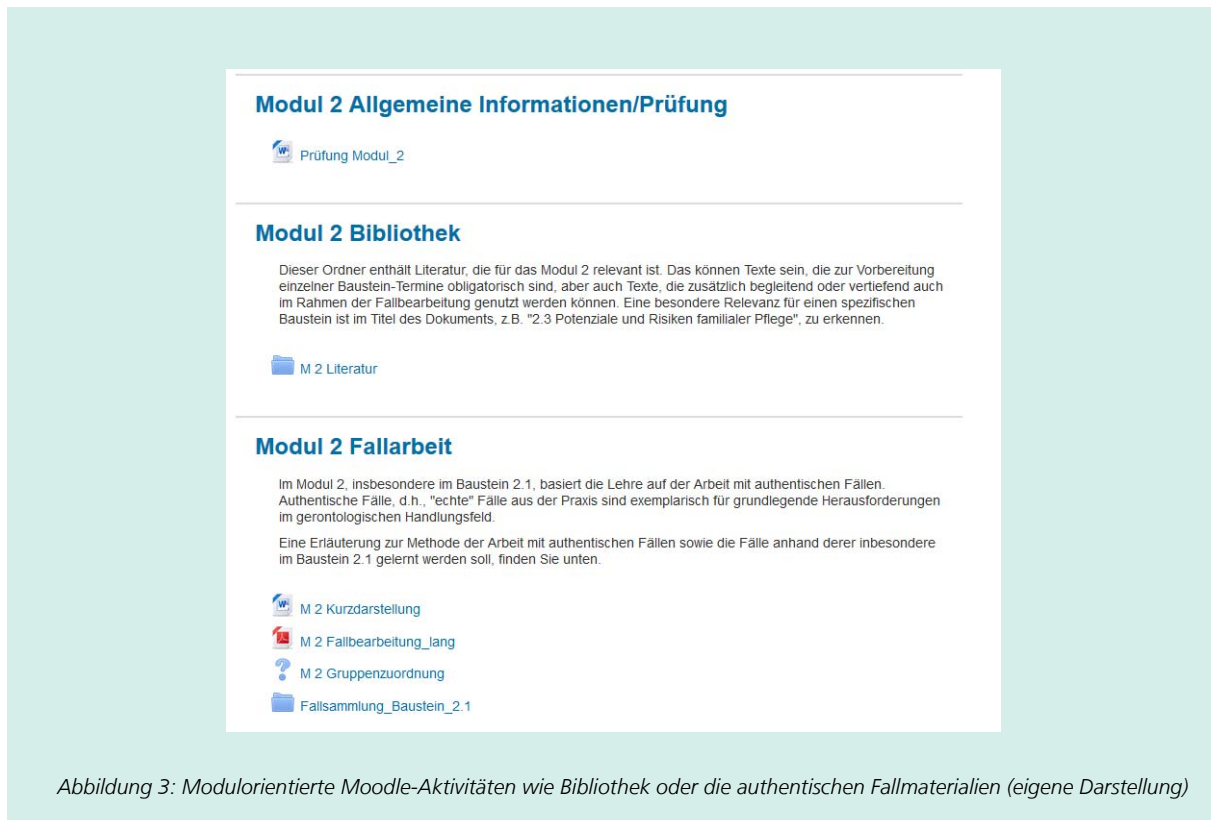 Modul 2 Allgemeine Informationen/Prüfung
Prüfung Modul_2
Modul 2 Bibliothek
Dieser Ordner enthält Literatur, die für das Modul 2 relevant ist. Das können Texte sein, die zur Vorbereitung
einzelner Baustein-Termine obligatorisch sind, aber auch Texte, die zusätzlich begleitend oder vertiefend auch
im Rahmen der Fallbearbeitung genutzt werden können. Eine besondere Relevanz für einen spezifischen
Baustein ist im Titel des Dokuments, z.B. "2.3 Potenziale und Risiken familialer Pflege", zu erkennen.
M 2 Literatur
Modul 2 Fallarbeit
Im Modul 2, insbesondere im Baustein 2.1, basiert die Lehre auf der Arbeit mit authentischen Fällen.
Authentische Fälle, d.h., "echte" Fälle aus der Praxis sind exemplarisch für grundlegende Herausforderungen
im gerontologischen Handlungsfeld.
Eine Erläuterung zur Methode der Arbeit mit authentischen Fällen sowie die Fälle anhand derer inbesondere
im Baustein 2.1 gelernt werden soll, finden Sie unten.
M 2 Kurzdarstellung
M 2 Fallbearbeitung_lang
M 2 Gruppenzuordnung
Fallsammlung_Baustein_2.1
Abbildung 3: Modulorientierte Moodle-Aktivitäten wie Bibliothek oder die authentischen Fallmaterialien (eigene Darstellung)